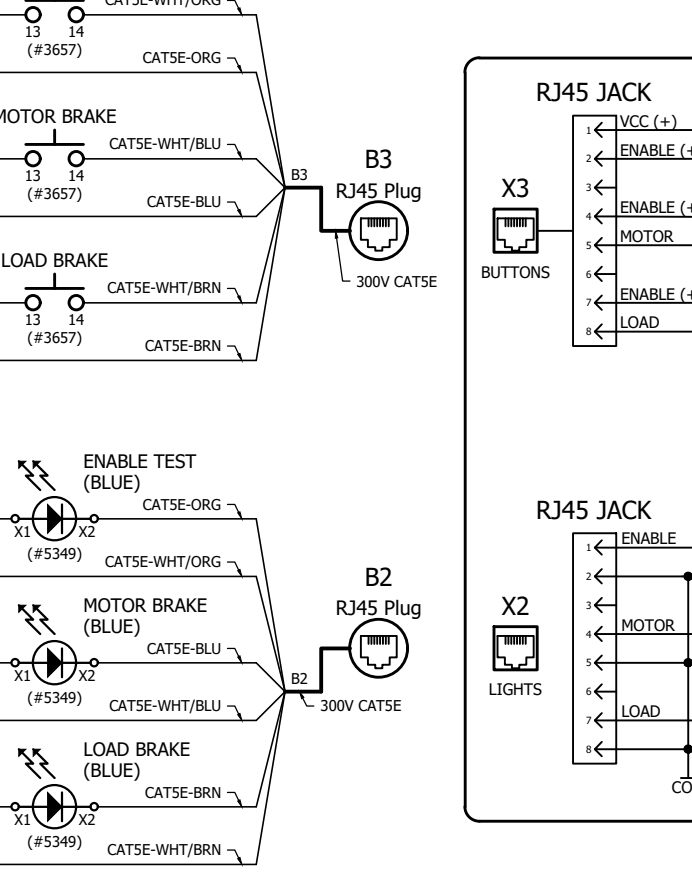 CAT5E-WHT/ORG
13 14
(#3657)
CAT5E-ORG
MOTOR BRAKE
CAT5E-WHT/BLU
13 14
(#3657)
CAT5E-BLU
LOAD BRAKE
CAT5E-WHT/BRN
13 14
(#3657)
CAT5E-BRN
B3
B3
RJ45 Plug
300V CAT5E
RJ45 JACK
X3
BUTTONS
1 VCC (+)
2 ENABLE (+
3
4 ENABLE (+
5 MOTOR
6
7 ENABLE (+
8 LOAD
ENABLE TEST
(BLUE)
CAT5E-ORG
X1 X2
(#5349)
CAT5E-WHT/ORG
MOTOR BRAKE
(BLUE)
CAT5E-BLU
X1 X2
(#5349)
CAT5E-WHT/BLU
LOAD BRAKE
(BLUE)
CAT5E-BRN
X1 X2
(#5349)
CAT5E-WHT/BRN
B2
B2
RJ45 Plug
300V CAT5E
RJ45 JACK
X2
LIGHTS
1 ENABLE
2
3
4 MOTOR
5
6
7 LOAD
8
CO